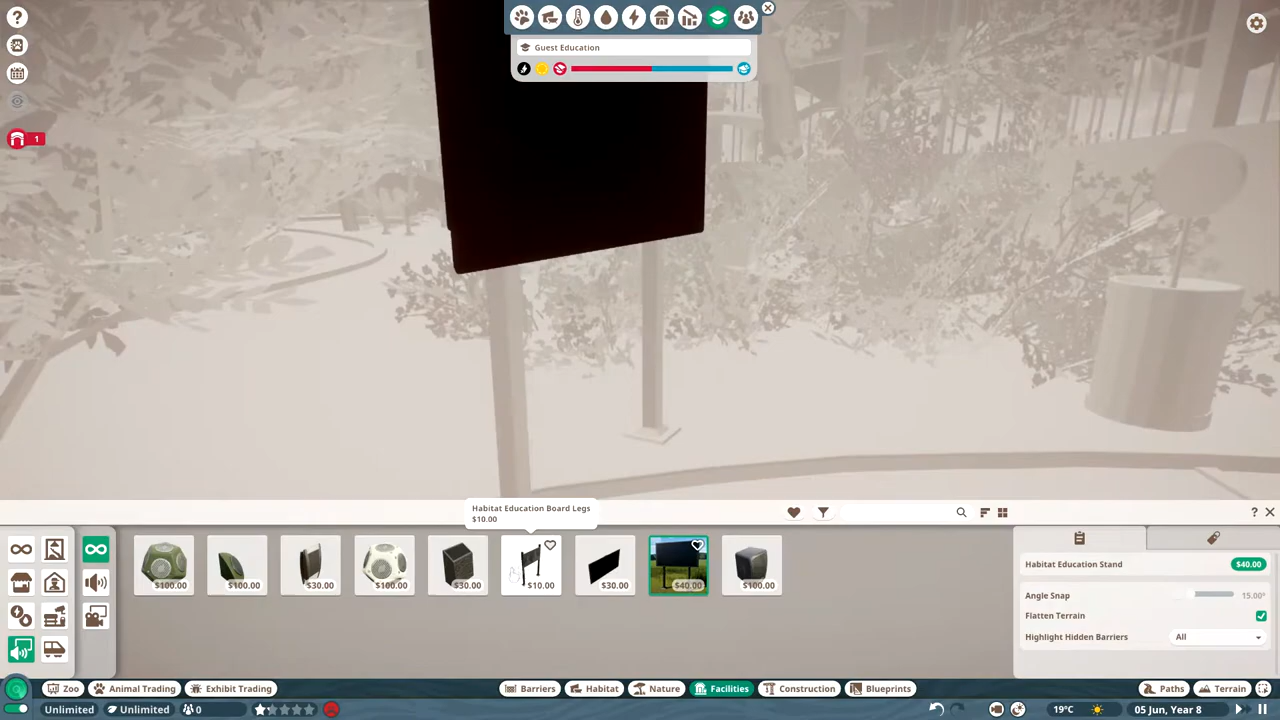 ?
Guest Education
1
Habitat Education Board Legs
$10.00
?
$100.00
$100.00
$30.00
$100.00
$30.00
$10.00
$30.00
$40.00
$100.00
Habitat Education Stand
$40.00
Angle Snap
15.00°
Flatten Terrain
Highlight Hidden Barriers
All
Zoo
Animal Trading
Exhibit Trading
Barriers
Habitat
Nature
Facilities
Construction
Blueprints
Paths
Terrain
Unlimited
Unlimited
0
19°C
05 Jun, Year 8